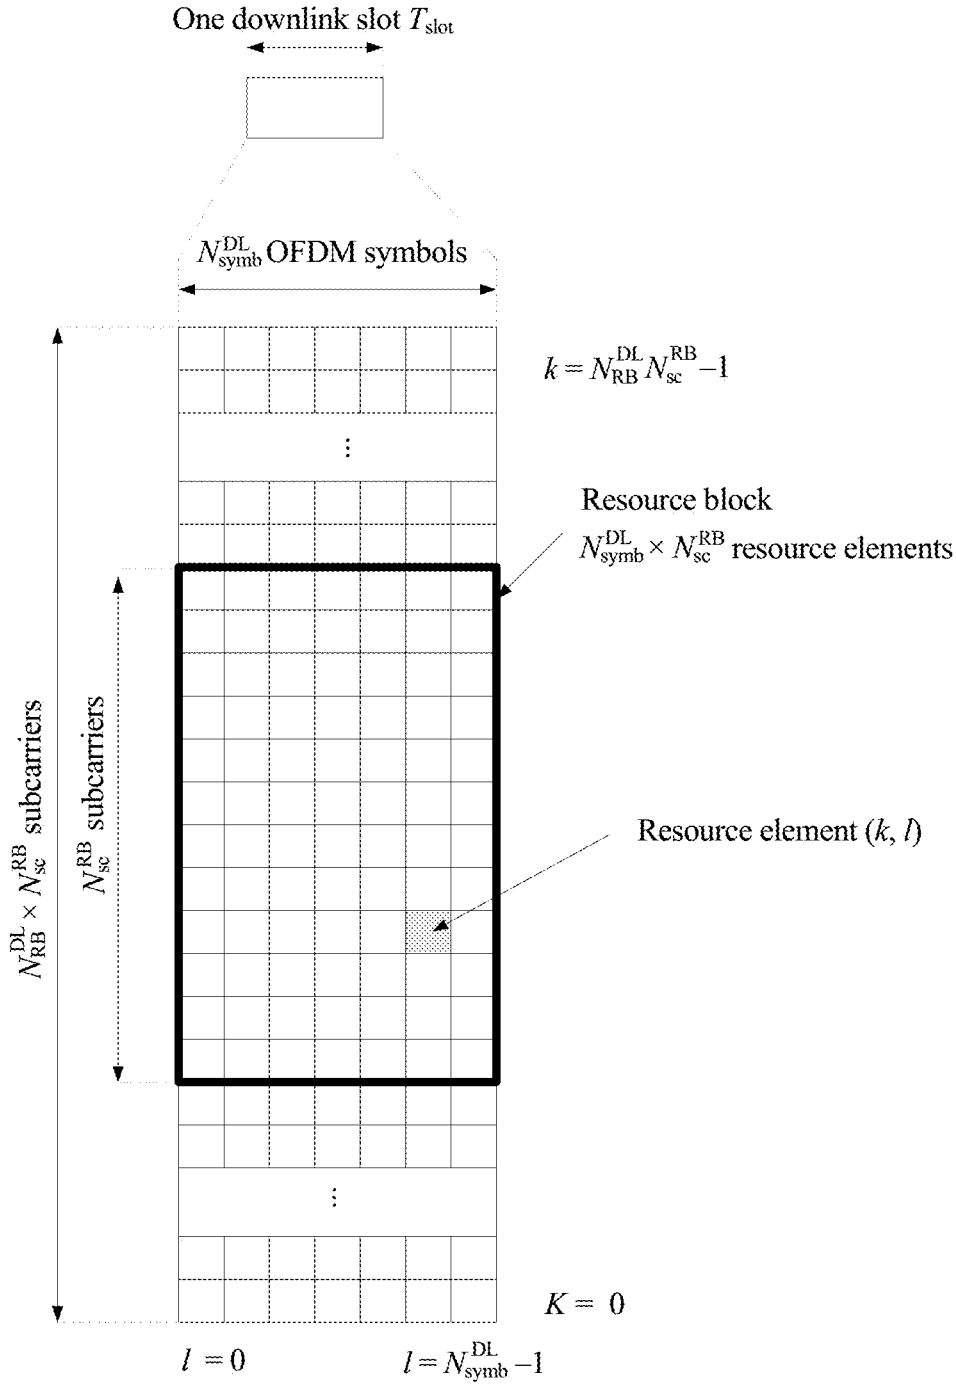 One downlink slot T_slot
N_symb^DL OFDM symbols
k = N_RB^DL N_sc^RB –1
⋮
Resource block
N_symb^DL × N_sc^RB resource elements
N_RB^DL × N_sc^RB subcarriers
N_sc^RB subcarriers
Resource element (k, l)
⋮
K = 0
l = 0
l = N_symb^DL –1